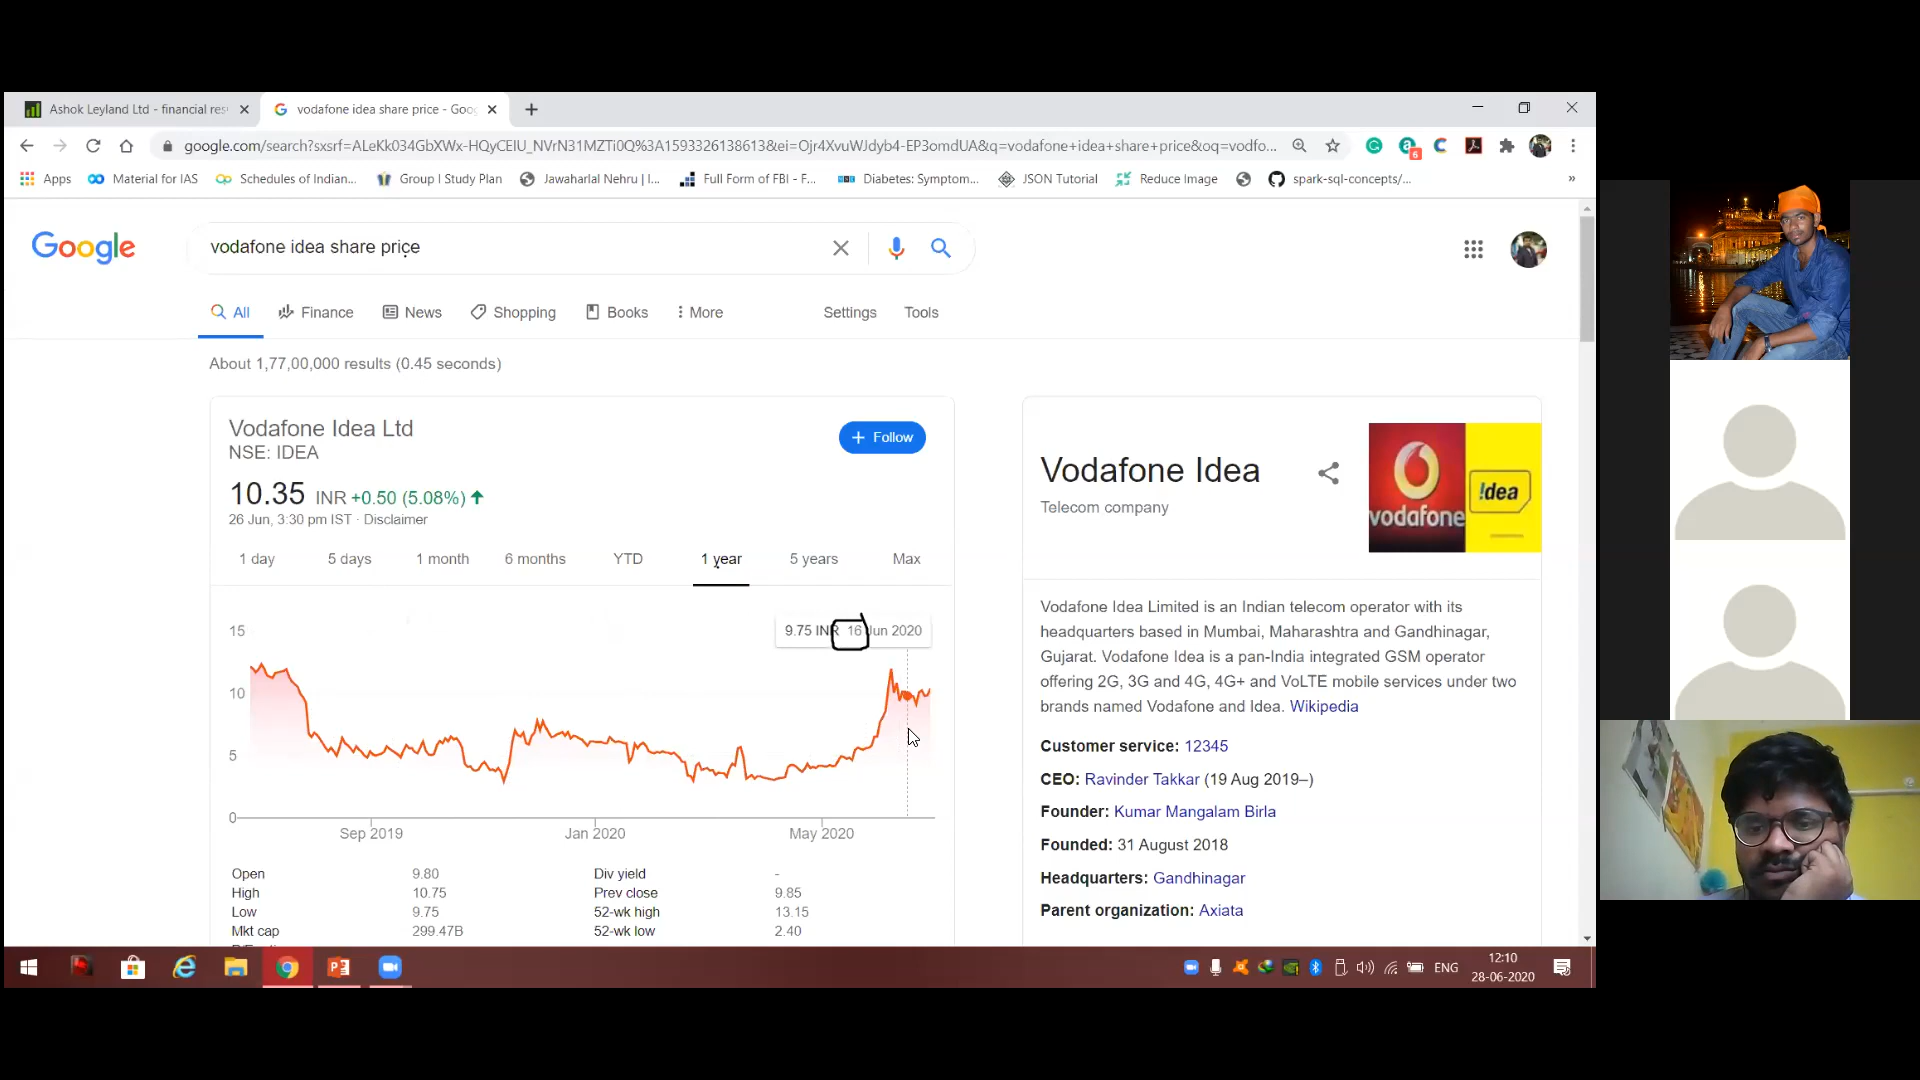 Ashok Leyland Ltd - financial res
vodafone idea share price - Goo
google.com/search?sxsrf=ALeKk034GbXWx-HQyCEIU_NVrN31MZTi0Q%3A1593326138613&ei=Ojr4XvuWJdyb4-EP3omdUA&q=vodafone+idea+share+price&oq=vodfo...
6
Apps
Material for IAS
Schedules of Indian...
Group I Study Plan
Jawaharlal Nehru | I...
Full Form of FBI - F...
Diabetes: Symptom...
JSON Tutorial
Reduce Image
spark-sql-concepts/...
»
Google
vodafone idea share price
All
Finance
News
Shopping
Books
More
Settings
Tools
About 1,77,00,000 results (0.45 seconds)
Vodafone Idea Ltd
NSE: IDEA
+ Follow
10.35 INR +0.50 (5.08%)
26 Jun, 3:30 pm IST · Disclaimer
1 day
5 days
1 month
6 months
YTD
1 year
5 years
Max
9.75 INR 16 Jun 2020
15
10
5
0
Sep 2019
Jan 2020
May 2020
Open 9.80 Div yield -
High 10.75 Prev close 9.85
Low 9.75 52-wk high 13.15
Mkt cap 299.47B 52-wk low 2.40
Vodafone Idea
Telecom company
vodafone
!dea
Vodafone Idea Limited is an Indian telecom operator with its
headquarters based in Mumbai, Maharashtra and Gandhinagar,
Gujarat. Vodafone Idea is a pan-India integrated GSM operator
offering 2G, 3G and 4G, 4G+ and VoLTE mobile services under two
brands named Vodafone and Idea. Wikipedia
Customer service: 12345
CEO: Ravinder Takkar (19 Aug 2019–)
Founder: Kumar Mangalam Birla
Founded: 31 August 2018
Headquarters: Gandhinagar
Parent organization: Axiata
ENG
12:10
28-06-2020